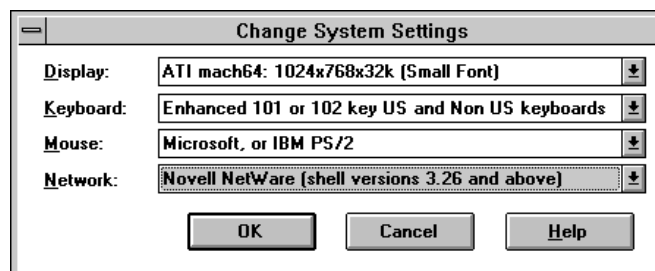 Change System Settings
Display: ATI mach64: 1024x768x32k (Small Font)
Keyboard: Enhanced 101 or 102 key US and Non US keyboards
Mouse: Microsoft, or IBM PS/2
Network: Novell NetWare (shell versions 3.26 and above)
OK Cancel Help